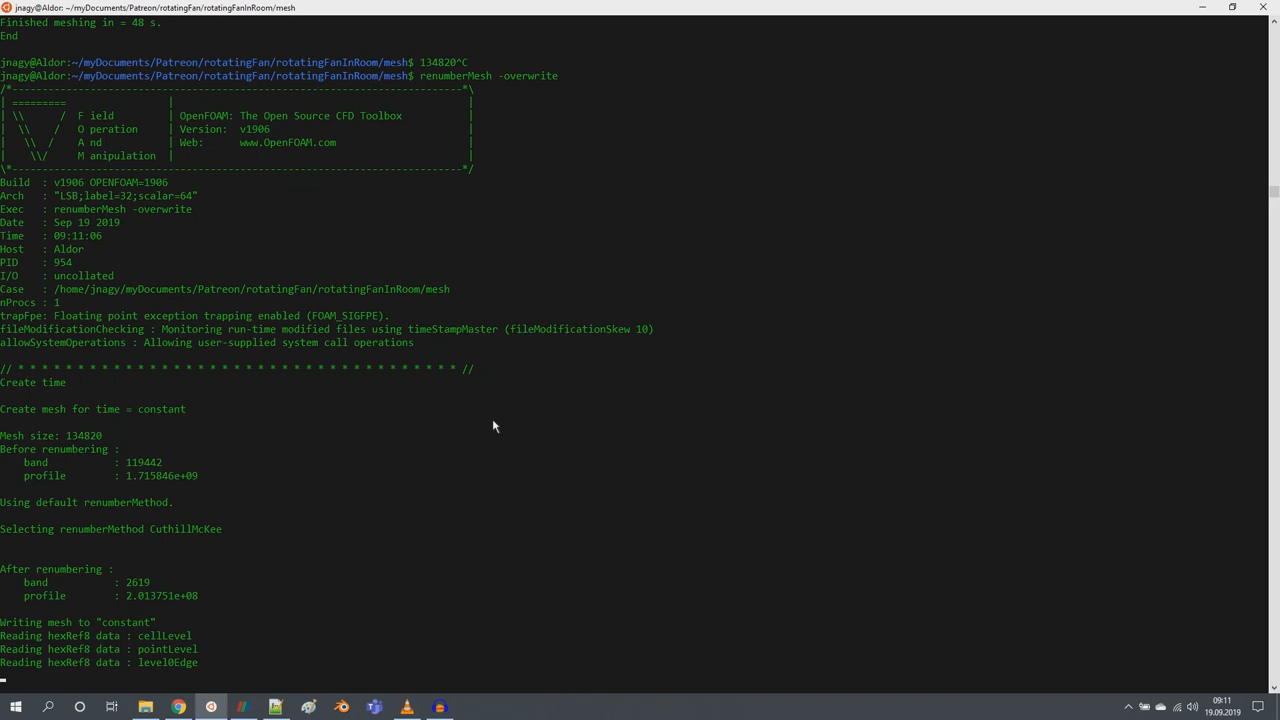 jnagy@Aldor: ~/myDocuments/Patreon/rotatingFan/rotatingFanInRoom/mesh
Finished meshing in = 48 s.
End
jnagy@Aldor:~/myDocuments/Patreon/rotatingFan/rotatingFanInRoom/mesh$ 134820^C
jnagy@Aldor:~/myDocuments/Patreon/rotatingFan/rotatingFanInRoom/mesh$ renumberMesh -overwrite
/*---------------------------------------------------------------------------*\
| =========                 |                                                 |
| \\      /  F ield         | OpenFOAM: The Open Source CFD Toolbox           |
|  \\    /   O peration     | Version:  v1906                                 |
|   \\  /    A nd           | Web:      www.OpenFOAM.com                      |
|    \\/     M anipulation  |                                                 |
\*---------------------------------------------------------------------------*/
Build  : v1906 OPENFOAM=1906
Arch   : "LSB;label=32;scalar=64"
Exec   : renumberMesh -overwrite
Date   : Sep 19 2019
Time   : 09:11:06
Host   : Aldor
PID    : 954
I/O    : uncollated
Case   : /home/jnagy/myDocuments/Patreon/rotatingFan/rotatingFanInRoom/mesh
nProcs : 1
trapFpe: Floating point exception trapping enabled (FOAM_SIGFPE).
fileModificationChecking : Monitoring run-time modified files using timeStampMaster (fileModificationSkew 10)
allowSystemOperations : Allowing user-supplied system call operations
// * * * * * * * * * * * * * * * * * * * * * * * * * * * * * * * * * * * * * //
Create time
Create mesh for time = constant
Mesh size: 134820
Before renumbering :
    band           : 119442
    profile        : 1.715846e+09
Using default renumberMethod.
Selecting renumberMethod CuthillMcKee
After renumbering :
    band           : 2619
    profile        : 2.013751e+08
Writing mesh to "constant"
Reading hexRef8 data : cellLevel
Reading hexRef8 data : pointLevel
Reading hexRef8 data : level0Edge
09:11
19.09.2019